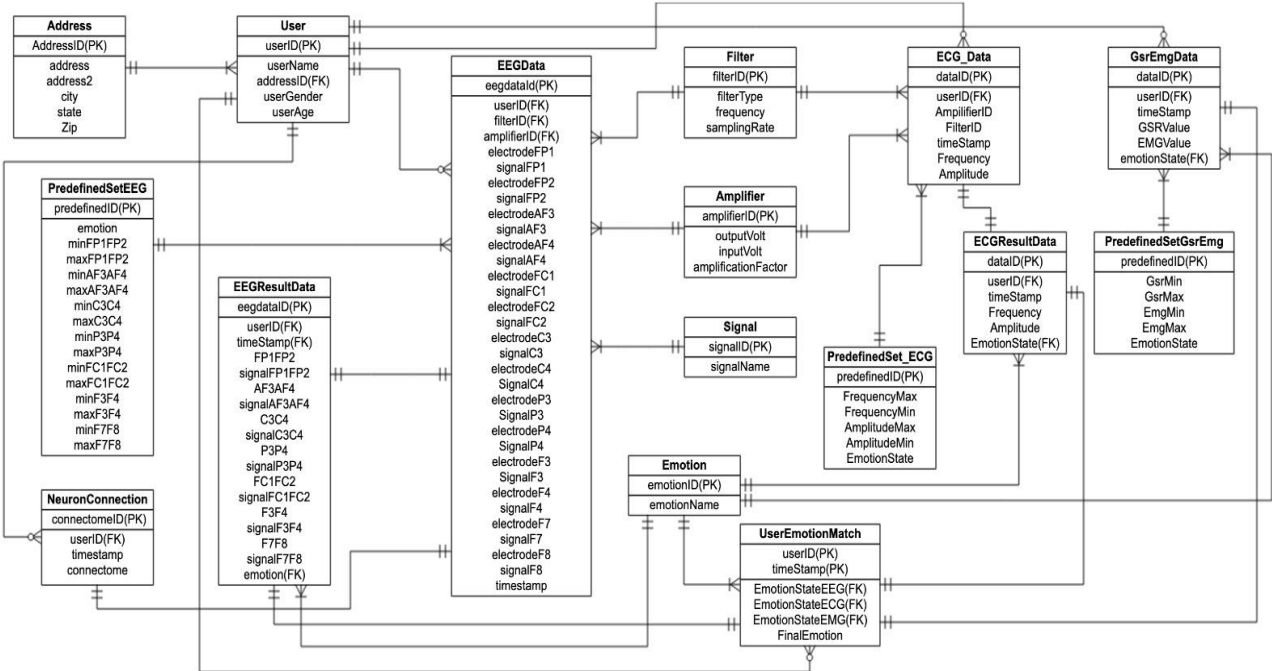 Address
AddressID(PK)
address
address2
city
state
Zip
User
userID(PK)
userName
addressID(FK)
userGender
userAge
EEGData
eegdataId(PK)
userID(FK)
filterID(FK)
amplifierID(FK)
electrodeFP1
signalFP1
electrodeFP2
signalFP2
electrodeAF3
signalAF3
electrodeAF4
signalAF4
electrodeFC1
signalFC1
electrodeFC2
signalFC2
electrodeC3
signalC3
electrodeC4
SignalC4
electrodeP3
SignalP3
electrodeP4
SignalP4
electrodeF3
SignalF3
electrodeF4
signalF4
electrodeF7
signalF7
electrodeF8
signalF8
timestamp
Filter
filterID(PK)
filterType
frequency
samplingRate
ECG_Data
dataID(PK)
userID(FK)
AmpilifierID
FilterID
timeStamp
Frequency
Amplitude
GsrEmgData
dataID(PK)
userID(FK)
timeStamp
GSRValue
EMGValue
emotionState(FK)
PredefinedSetEEG
predefinedID(PK)
emotion
minFP1FP2
maxFP1FP2
minAF3AF4
maxAF3AF4
minC3C4
maxC3C4
minP3P4
maxP3P4
minFC1FC2
maxFC1FC2
minF3F4
maxF3F4
minF7F8
maxF7F8
Amplifier
amplifierID(PK)
outputVolt
inputVolt
amplificationFactor
ECGResultData
dataID(PK)
userID(FK)
timeStamp
Frequency
Amplitude
EmotionState(FK)
PredefinedSetGsrEmg
predefinedID(PK)
GsrMin
GsrMax
EmgMin
EmgMax
EmotionState
EEGResultData
eegdataID(PK)
userID(FK)
timeStamp(FK)
FP1FP2
signalFP1FP2
AF3AF4
signalAF3AF4
C3C4
signalC3C4
P3P4
signalP3P4
FC1FC2
signalFC1FC2
F3F4
signalF3F4
F7F8
signalF7F8
emotion(FK)
Signal
signalID(PK)
signalName
PredefinedSet_ECG
predefinedID(PK)
FrequencyMax
FrequencyMin
AmplitudeMax
AmplitudeMin
EmotionState
Emotion
emotionID(PK)
emotionName
NeuronConnection
connectomeID(PK)
userID(FK)
timestamp
connectome
UserEmotionMatch
userID(PK)
timeStamp(PK)
EmotionStateEEG(FK)
EmotionStateECG(FK)
EmotionStateEMG(FK)
FinalEmotion